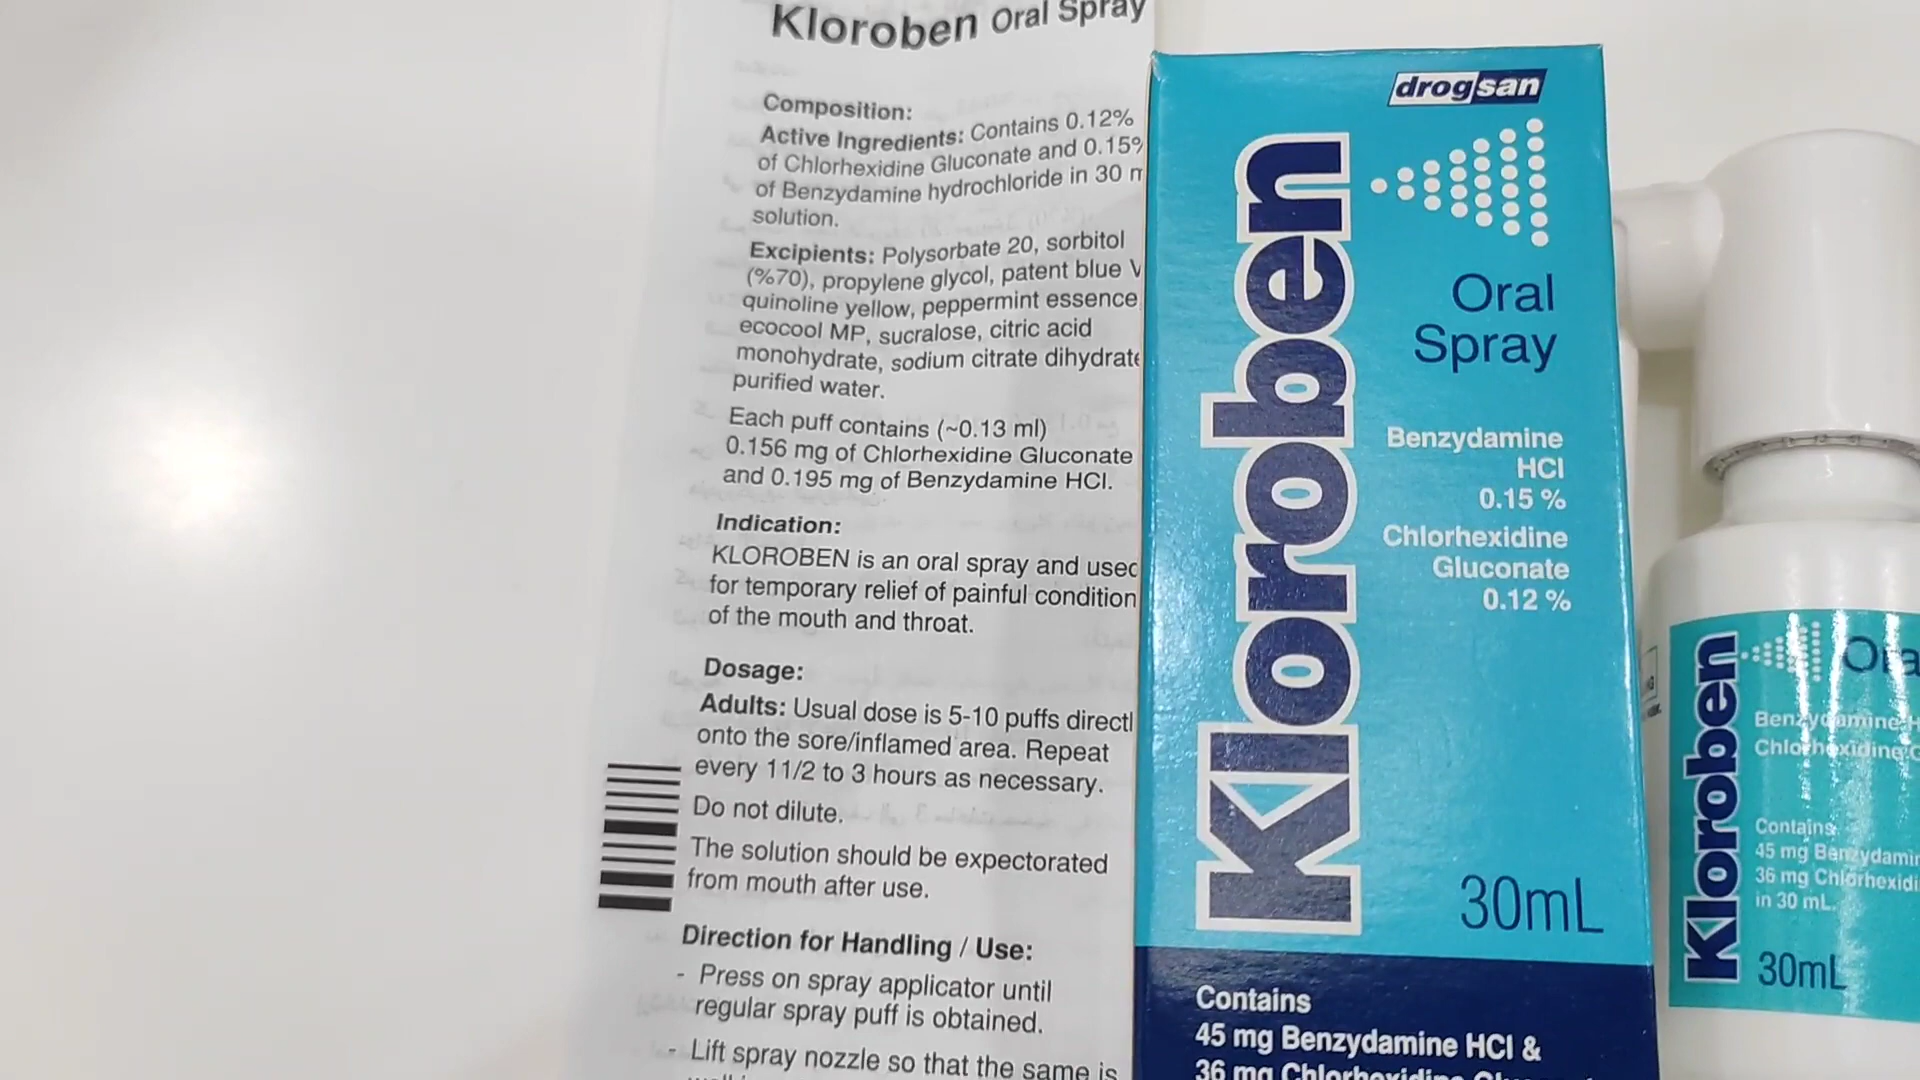 Kloroben Oral Spray
Composition:
Active Ingredients: Contains 0.12%
of Chlorhexidine Gluconate and 0.15%
of Benzydamine hydrochloride in 30
solution.
Excipients: Polysorbate 20, sorbitol
(%70), propylene glycol, patent blue V
quinoline yellow, peppermint essence
ecocool MP, sucralose, citric acid
monohydrate, sodium citrate dihydrate
purified water.
Each puff contains (~0.13 ml)
0.156 mg of Chlorhexidine Gluconate
and 0.195 mg of Benzydamine HCl.
Indication:
KLOROBEN is an oral spray and used
for temporary relief of painful condition
of the mouth and throat.
Dosage:
Adults: Usual dose is 5-10 puffs directl
onto the sore/inflamed area. Repeat
every 11/2 to 3 hours as necessary.
Do not dilute.
The solution should be expectorated
from mouth after use.
Direction for Handling / Use:
- Press on spray applicator until
regular spray puff is obtained.
- Lift spray nozzle so that the same is
drogsan
Kloroben
Oral
Spray
Benzydamine
HCl
0.15 %
Chlorhexidine
Gluconate
0.12 %
30mL
Contains
45 mg Benzydamine HCl &
36 mg Chlorhexidine
Kloroben
Ora
Benzydamine H
Chlorhexidine G
Contains
45 mg Benzydamin
36 mg Chlorhexidi
in 30 mL.
30mL